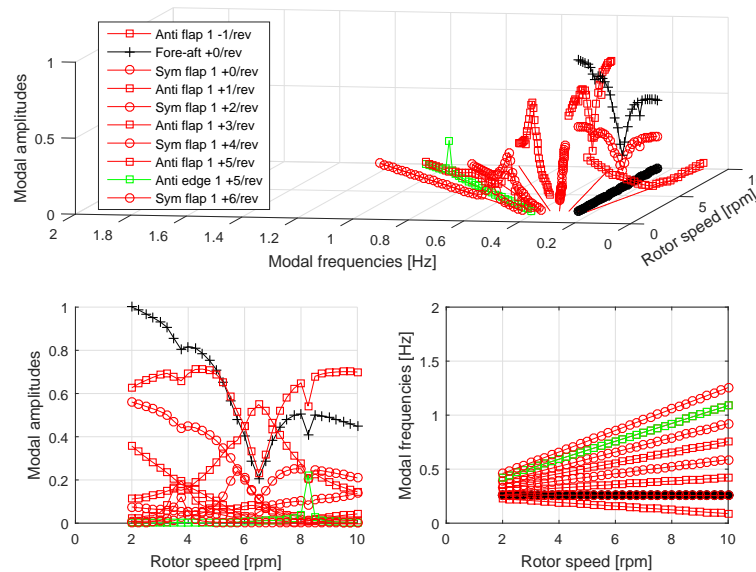 Anti flap 1 -1/rev
Fore-aft +0/rev
Sym flap 1 +0/rev
Anti flap 1 +1/rev
Sym flap 1 +2/rev
Anti flap 1 +3/rev
Sym flap 1 +4/rev
Anti flap 1 +5/rev
Anti edge 1 +5/rev
Sym flap 1 +6/rev
Modal amplitudes
1
0.5
0
2
1.8
1.6
1.4
1.2
1
0.8
0.6
0.4
0.2
0
Modal frequencies [Hz]
0
5
1
Rotor speed [rpm]
Modal amplitudes
1
0.8
0.6
0.4
0.2
0
0 2 4 6 8 10
Rotor speed [rpm]
Modal frequencies [Hz]
2
1.5
1
0.5
0
0 2 4 6 8 10
Rotor speed [rpm]